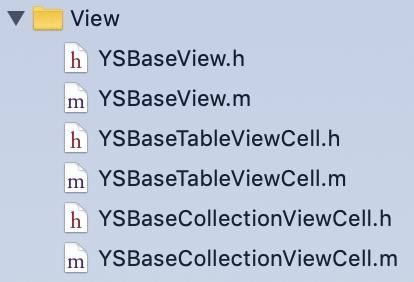 View
h YSBaseView.h
m YSBaseView.m
h YSBaseTableViewCell.h
m YSBaseTableViewCell.m
h YSBaseCollectionViewCell.h
m YSBaseCollectionViewCell.m